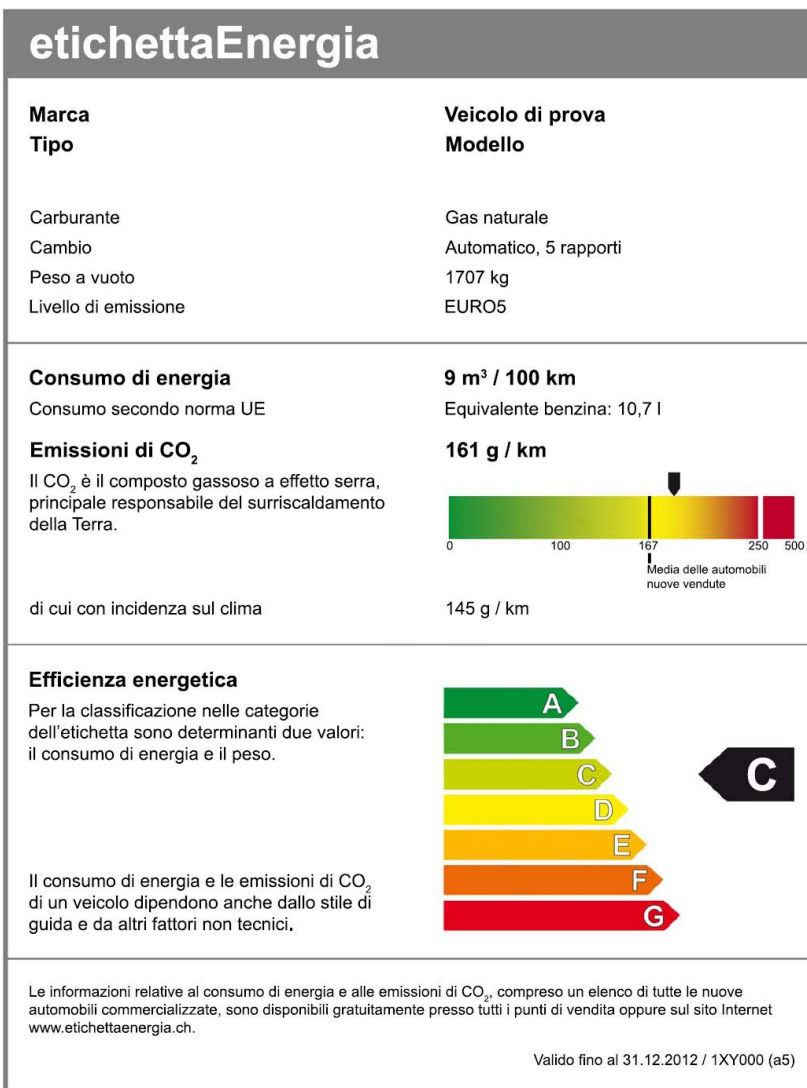 etichettaEnergia
Marca Veicolo di prova
Tipo Modello
Carburante Gas naturale
Cambio Automatico, 5 rapporti
Peso a vuoto 1707 kg
Livello di emissione EURO5
Consumo di energia 9 m³ / 100 km
Consumo secondo norma UE Equivalente benzina: 10,7 l
Emissioni di CO₂ 161 g / km
Il CO₂ è il composto gassoso a effetto serra,
principale responsabile del surriscaldamento
della Terra.
0 100 167 250 500
Media delle automobili
nuove vendute
di cui con incidenza sul clima 145 g / km
Efficienza energetica
Per la classificazione nelle categorie
dell'etichetta sono determinanti due valori:
il consumo di energia e il peso.
A
B
C
D
E
F
G
C
Il consumo di energia e le emissioni di CO₂
di un veicolo dipendono anche dallo stile di
guida e da altri fattori non tecnici.
Le informazioni relative al consumo di energia e alle emissioni di CO₂, compreso un elenco di tutte le nuove
automobili commercializzate, sono disponibili gratuitamente presso tutti i punti di vendita oppure sul sito Internet
www.etichettaenergia.ch.
Valido fino al 31.12.2012 / 1XY000 (a5)